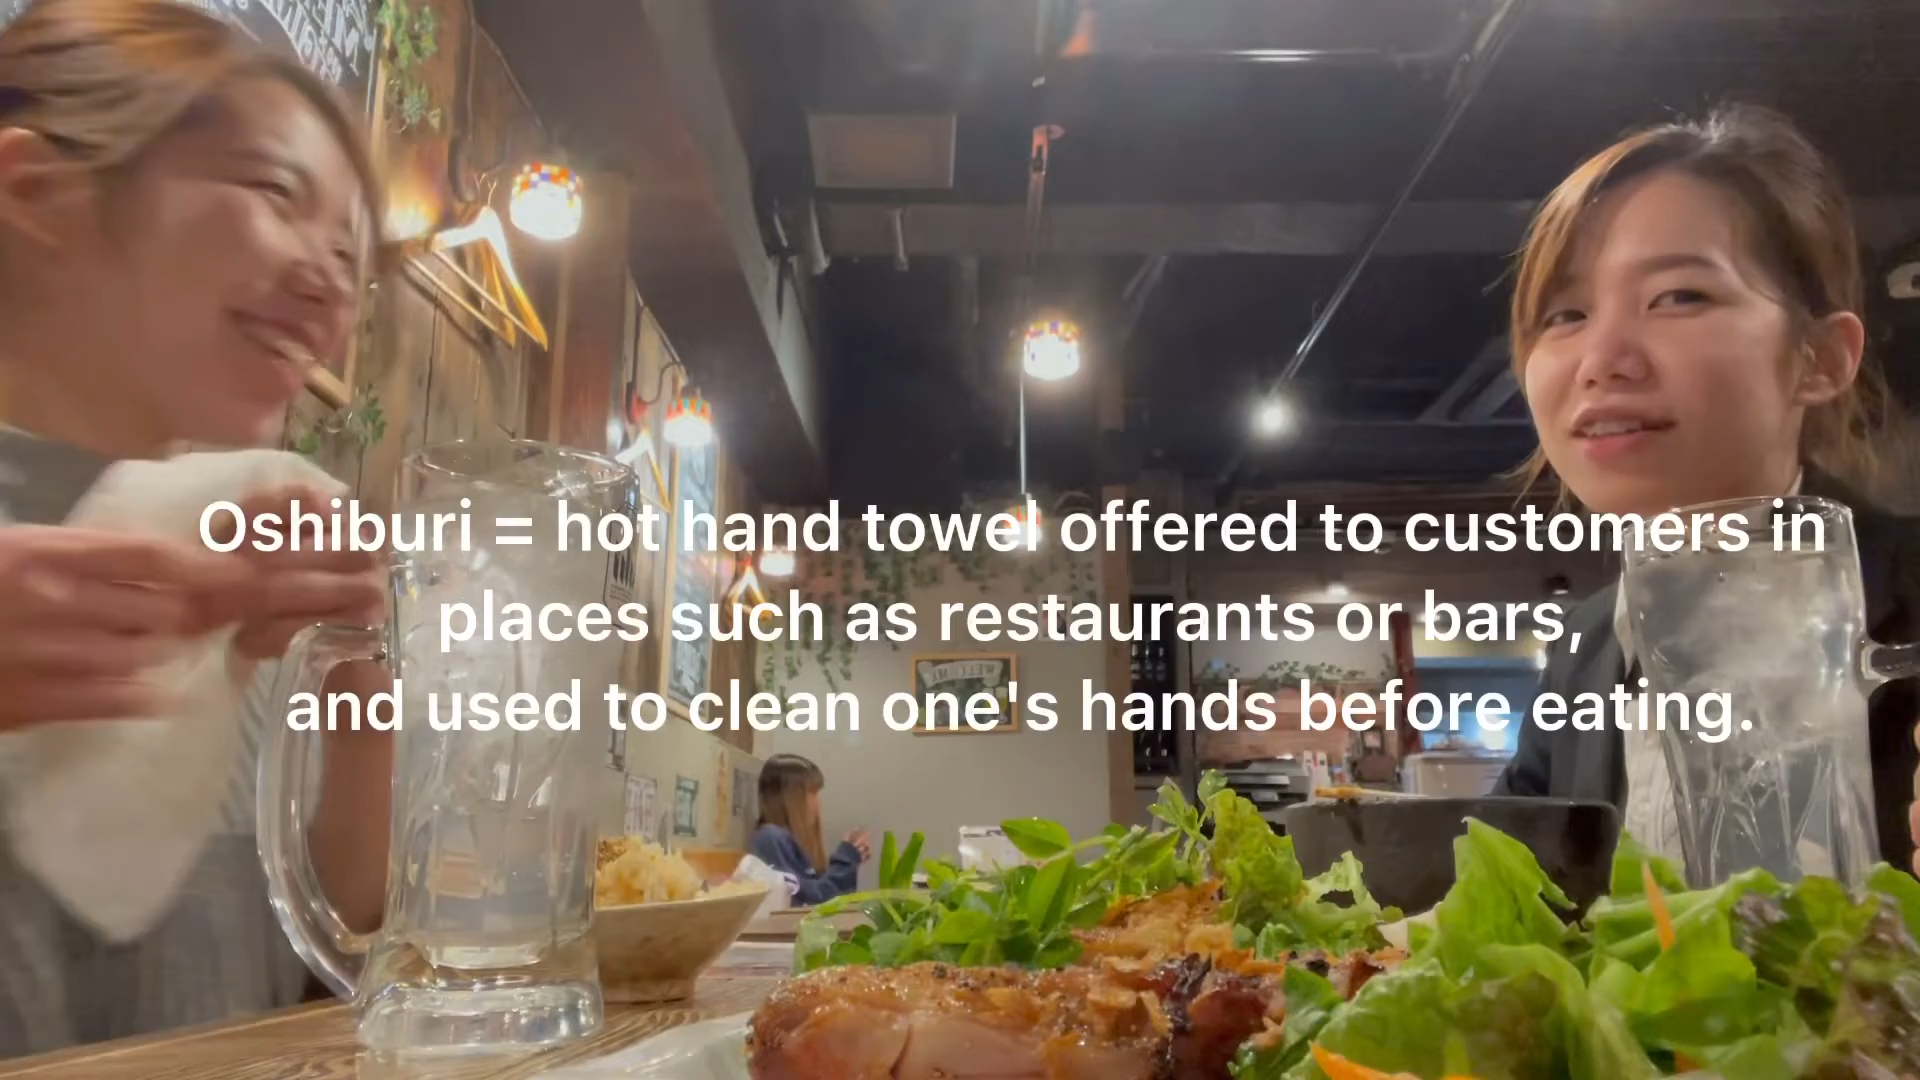 Oshiburi = hot hand towel offered to customers in
places such as restaurants or bars,
and used to clean one's hands before eating.
WELCOME